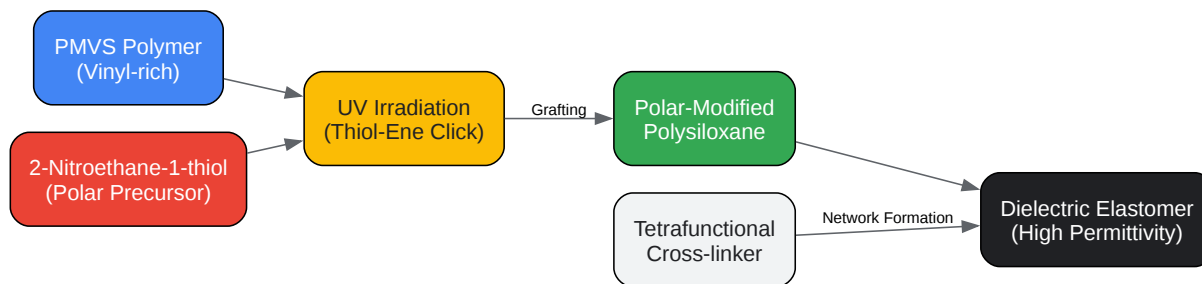 PMVS Polymer
(Vinyl-rich)
2-Nitroethane-1-thiol
(Polar Precursor)
UV Irradiation
(Thiol-Ene Click)
Grafting
Polar-Modified
Polysiloxane
Tetrafunctional
Cross-linker
Network Formation
Dielectric Elastomer
(High Permittivity)